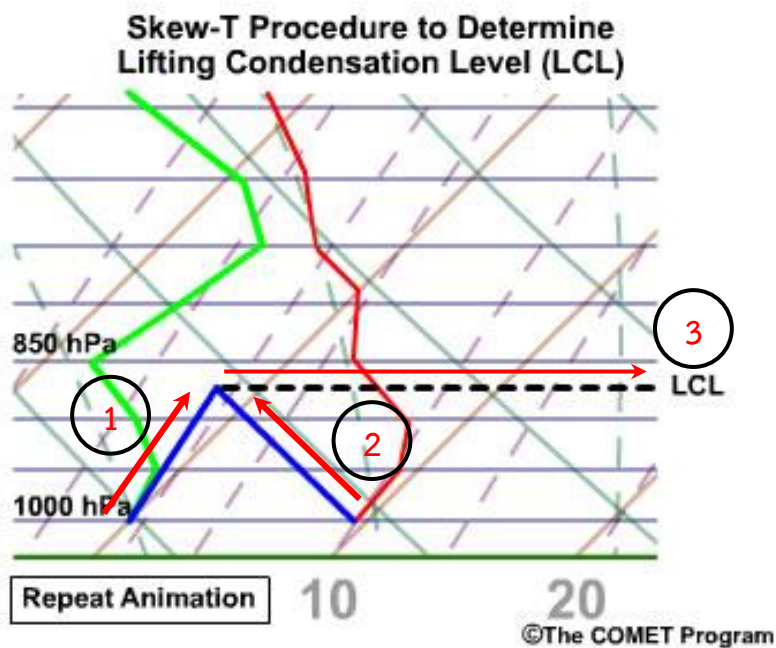 Skew-T Procedure to Determine
Lifting Condensation Level (LCL)
3
850 hPa
LCL
1
2
1000 hPa
Repeat Animation
10
20
©The COMET Program